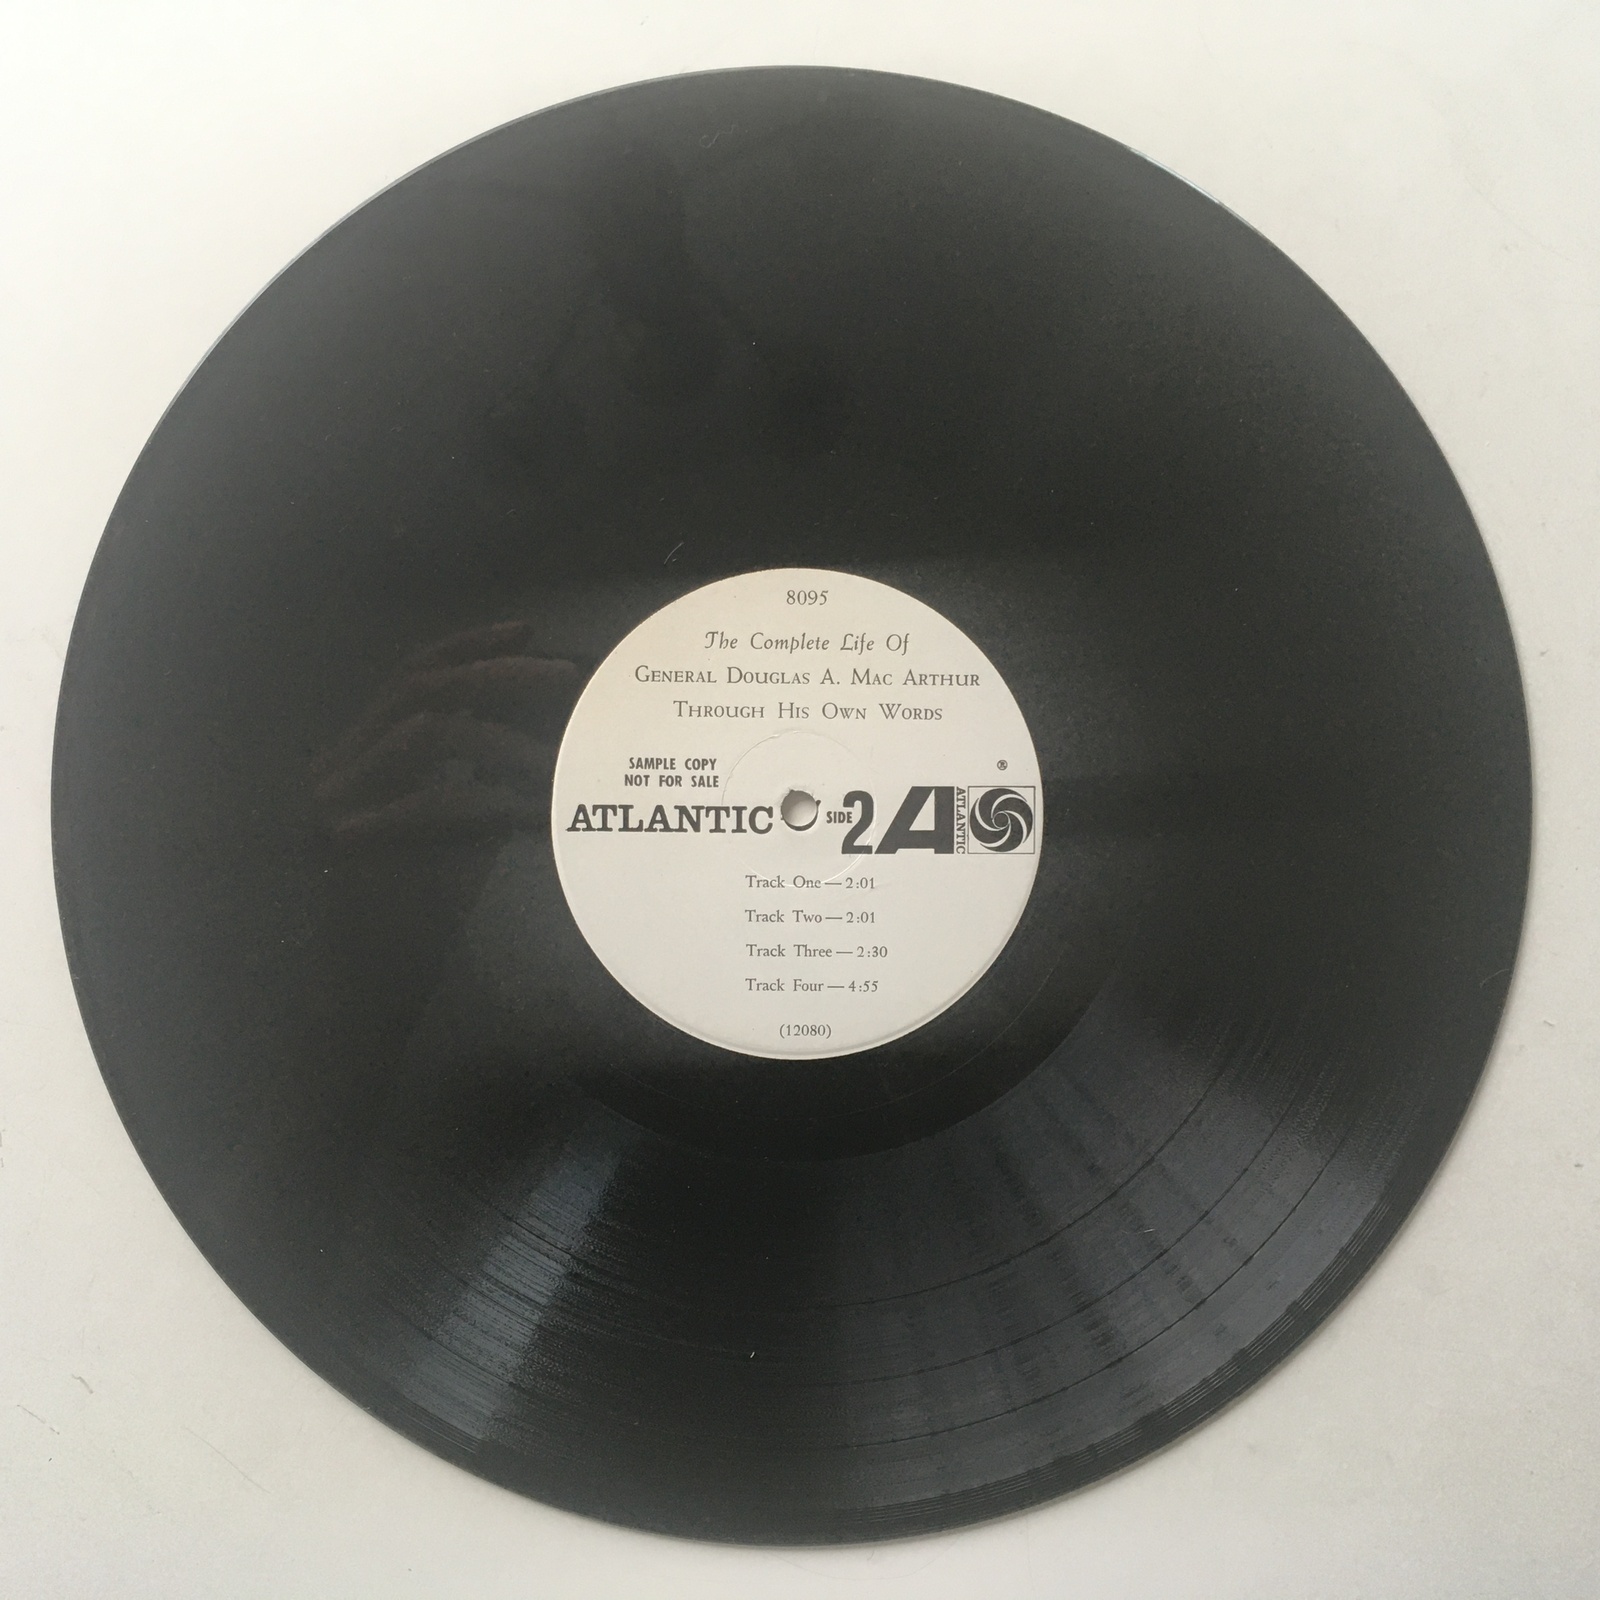 8095
The Complete Life Of
GENERAL DOUGLAS A. MAC ARTHUR
THROUGH HIS OWN WORDS
SAMPLE COPY
NOT FOR SALE
®
ATLANTIC SIDE 2 A ATLANTIC
Track One — 2:01
Track Two — 2:01
Track Three — 2:30
Track Four — 4:55
(12080)